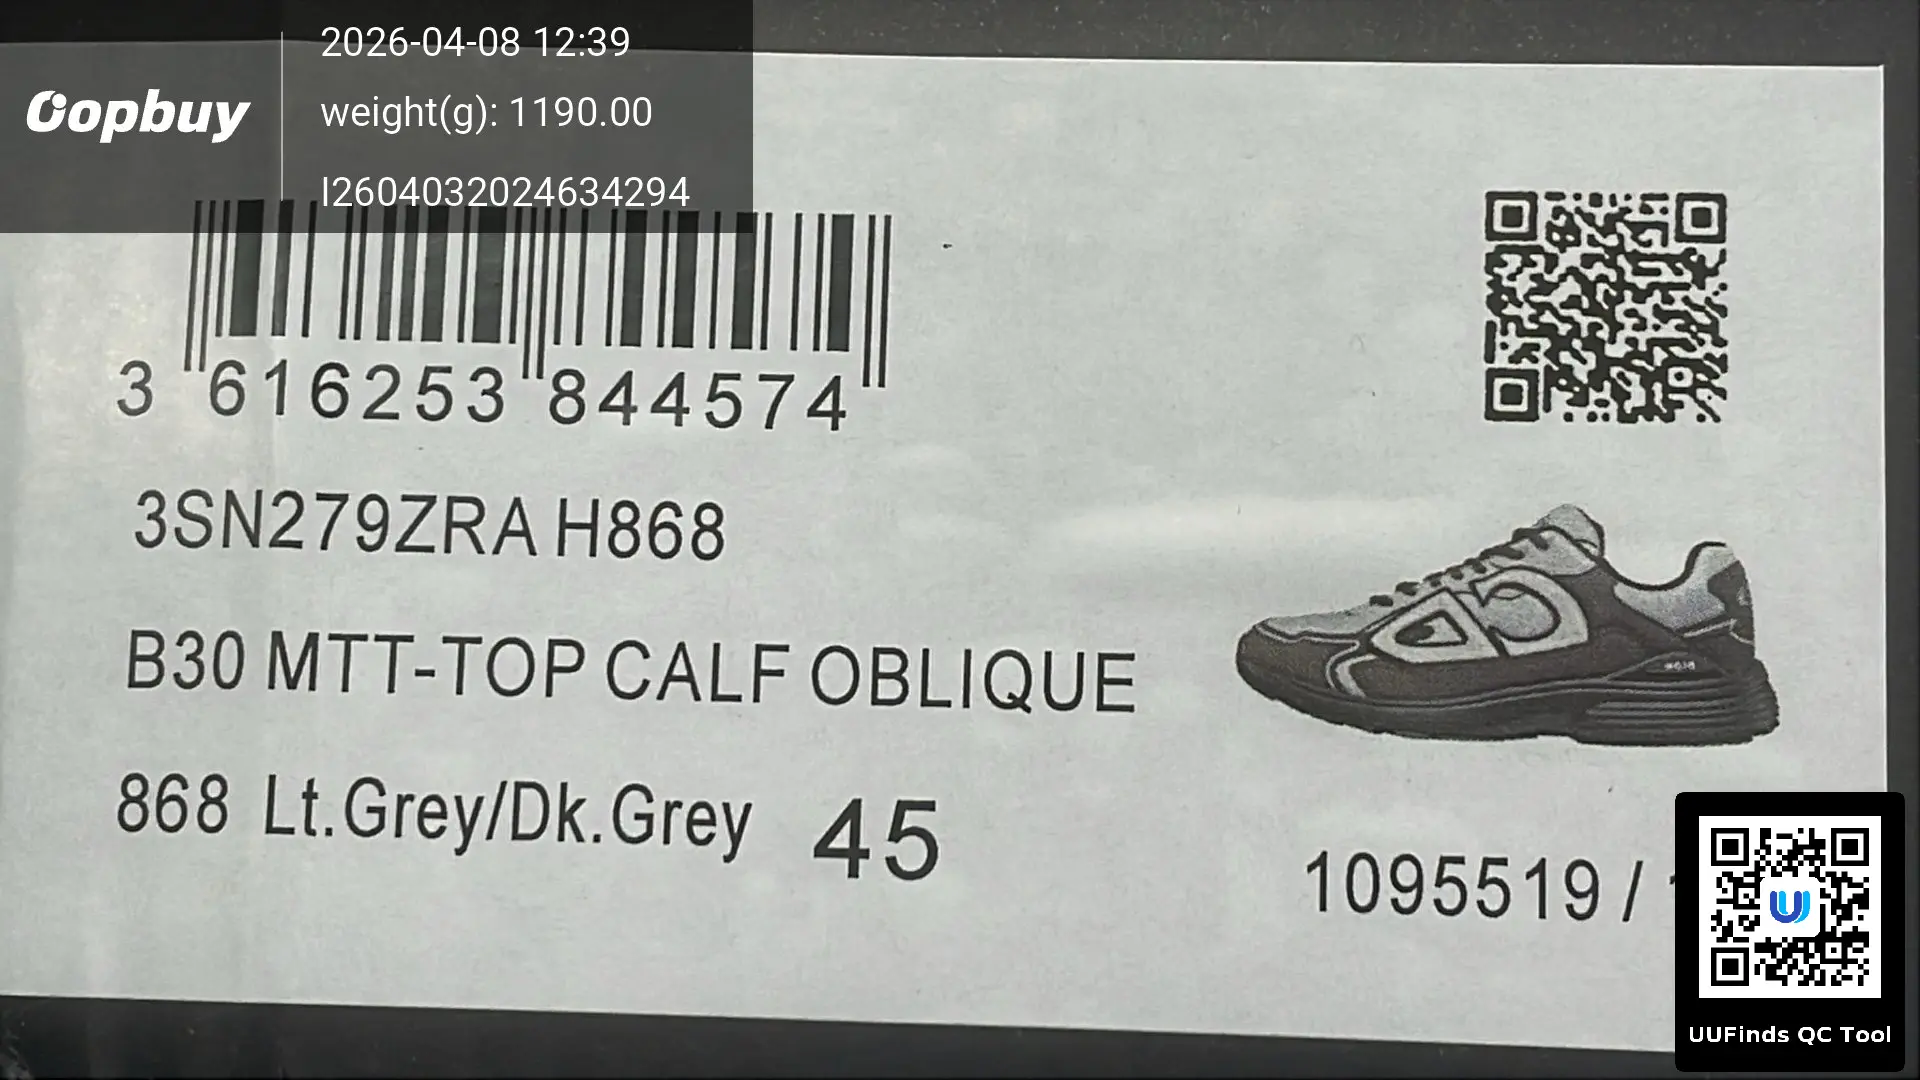 2026-04-08 12:39
oopbuy
weight(g): 1190.00
I2604032024634294
3 616253 844574
3SN279ZRA H868
B30 MTT-TOP CALF OBLIQUE
868 Lt.Grey/Dk.Grey 45
1095519 /
UUFinds QC Tool